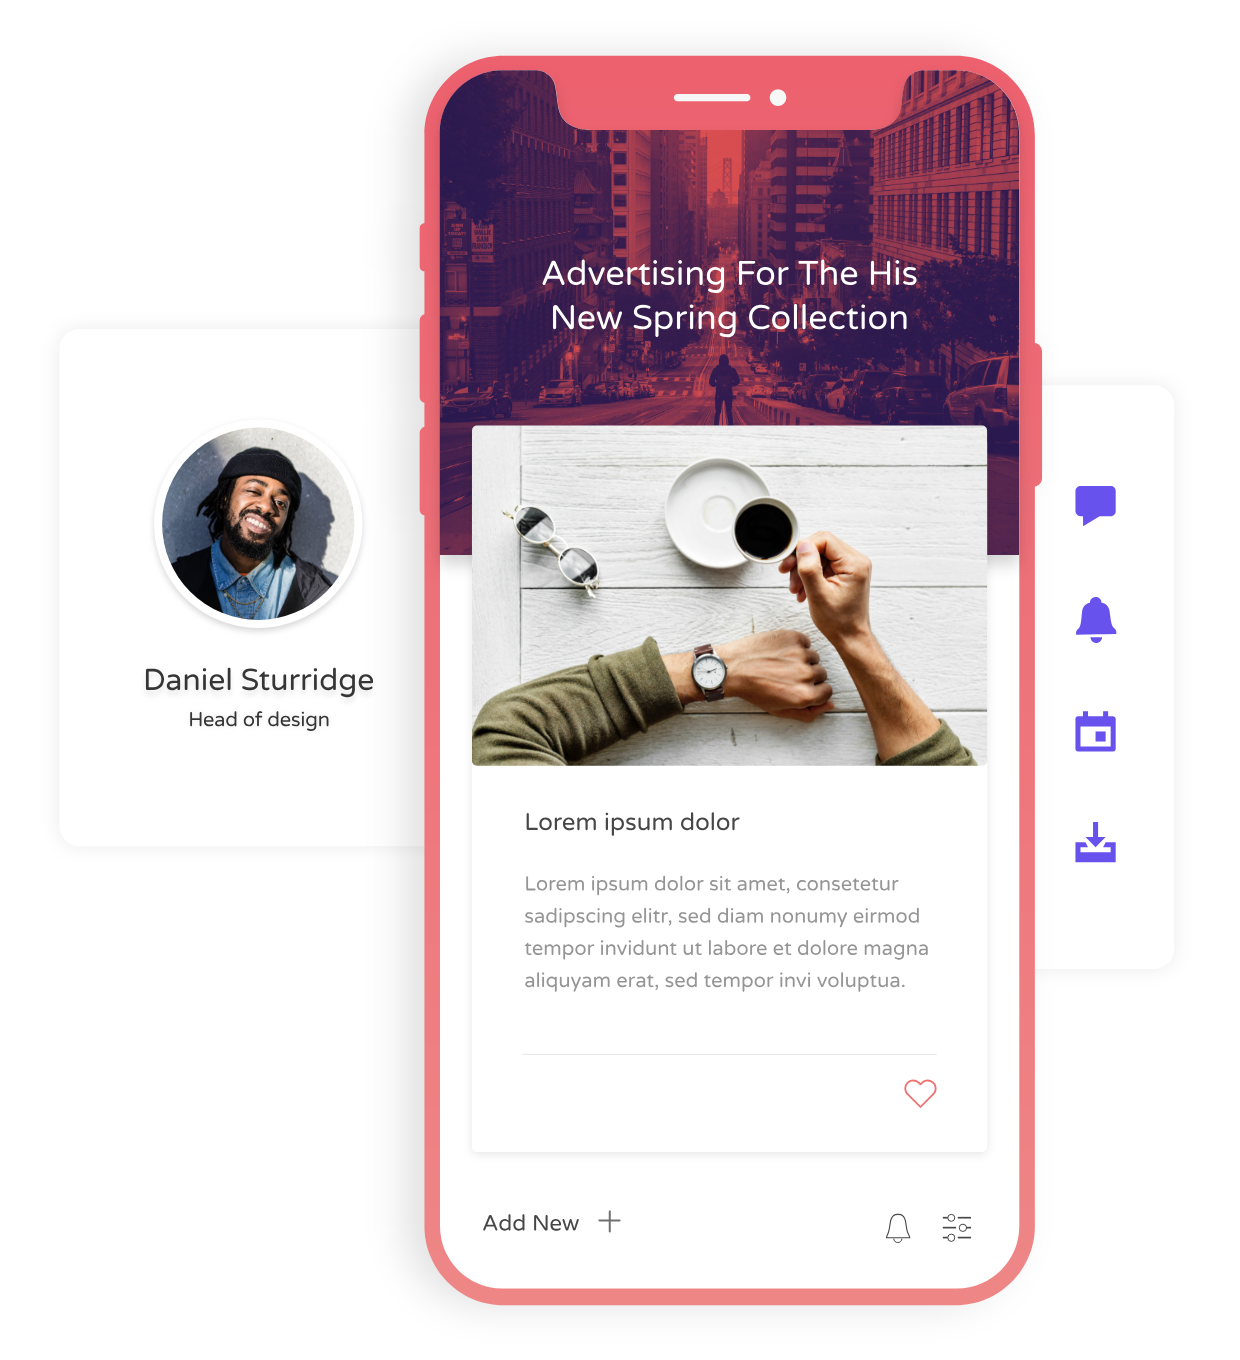 Advertising For The His
New Spring Collection
Daniel Sturridge
Head of design
Lorem ipsum dolor
Lorem ipsum dolor sit amet, consetetur
sadipscing elitr, sed diam nonumy eirmod
tempor invidunt ut labore et dolore magna
aliquyam erat, sed tempor invi voluptua.
Add New